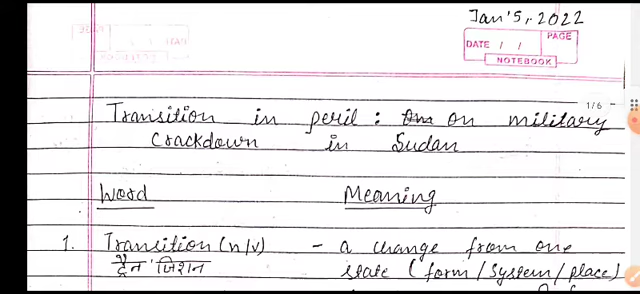 Jan'5, 2022
DATE / /
PAGE
NOTEBOOK
1/6
Transition in peril : on military
Crackdown in Sudan
Word Meaning
1. Transition (n/v) - a change from one
ट्रैन'जिशन state (form/System/place)